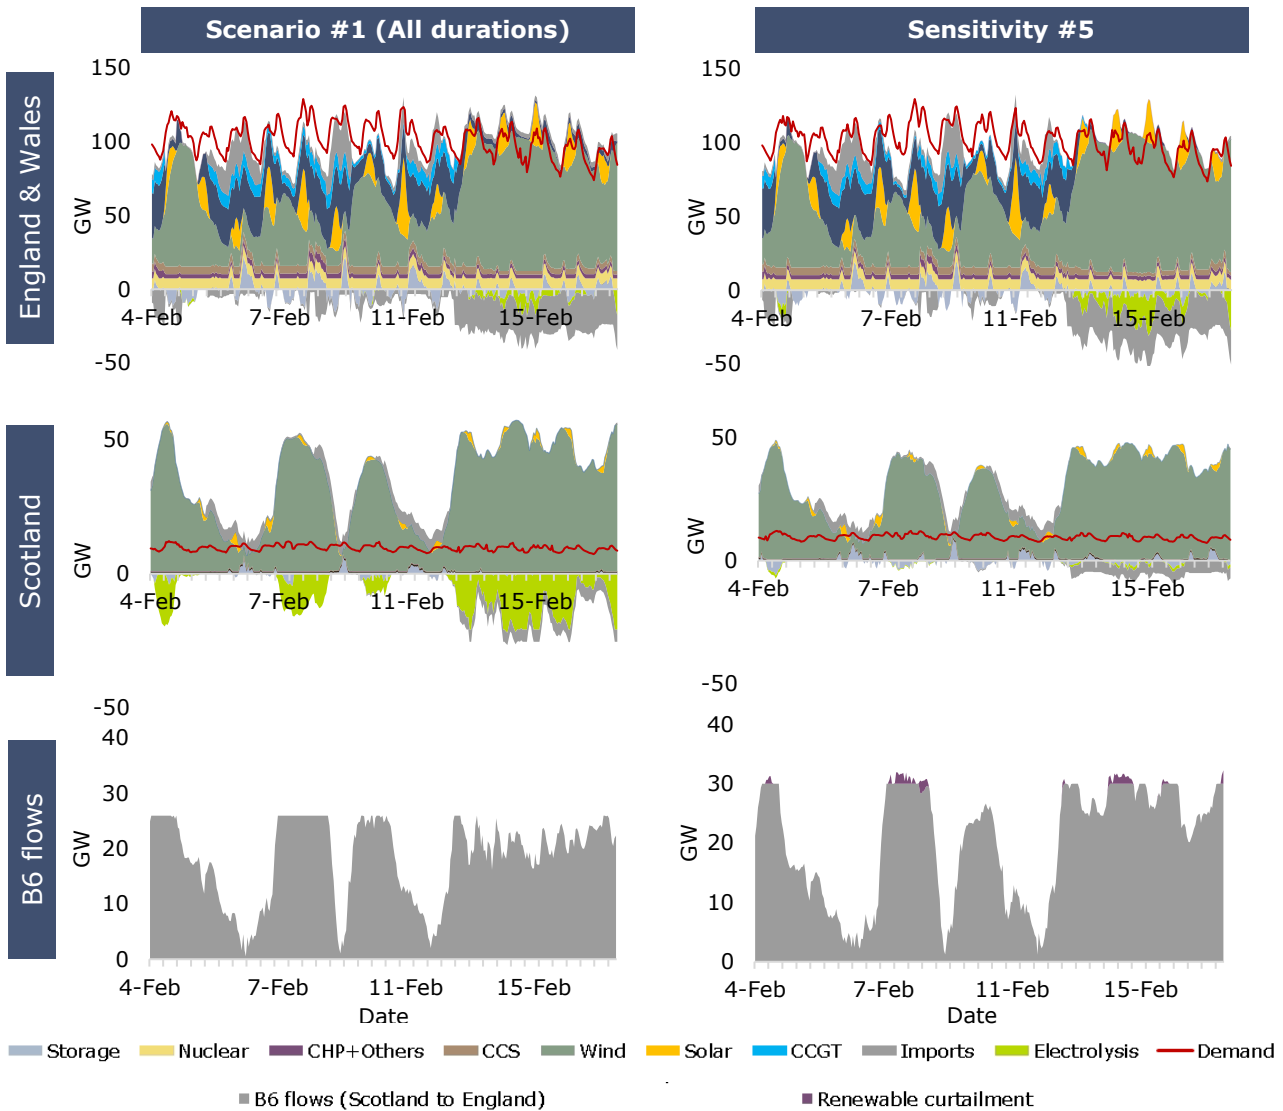 Scenario #1 (All durations)
Sensitivity #5
England & Wales
GW
150
100
50
0
-50
4-Feb 7-Feb 11-Feb 15-Feb
GW
150
100
50
0
-50
4-Feb 7-Feb 11-Feb 15-Feb
Scotland
GW
50
0
-50
4-Feb 7-Feb 11-Feb 15-Feb
GW
50
0
-50
4-Feb 7-Feb 11-Feb 15-Feb
B6 flows
GW
40
30
20
10
0
4-Feb 7-Feb 11-Feb 15-Feb
Date
GW
40
30
20
10
0
4-Feb 7-Feb 11-Feb 15-Feb
Date
Storage Nuclear CHP+Others CCS Wind Solar CCGT Imports Electrolysis Demand
B6 flows (Scotland to England) Renewable curtailment